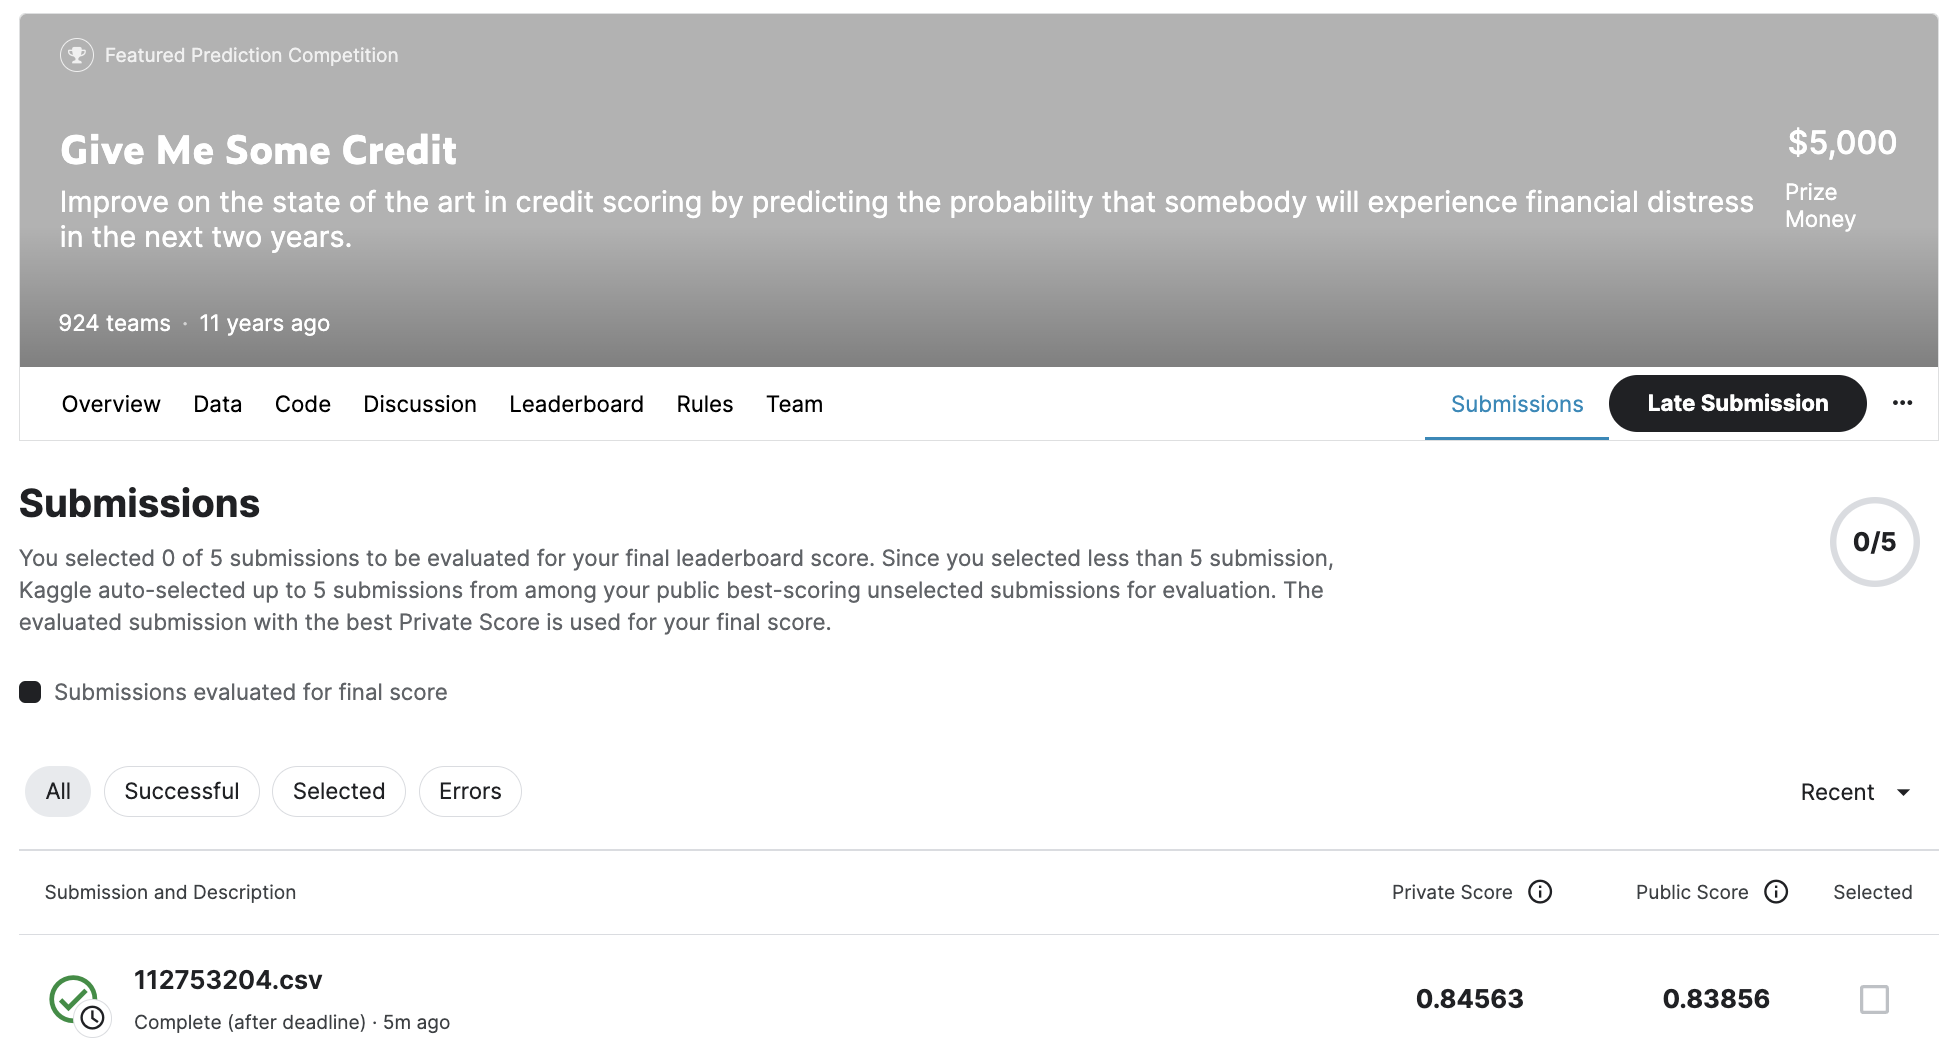 Featured Prediction Competition
Give Me Some Credit
$5,000
Improve on the state of the art in credit scoring by predicting the probability that somebody will experience financial distress
in the next two years.
Prize
Money
924 teams · 11 years ago
Overview Data Code Discussion Leaderboard Rules Team Submissions Late Submission ···
Submissions
0/5
You selected 0 of 5 submissions to be evaluated for your final leaderboard score. Since you selected less than 5 submission,
Kaggle auto-selected up to 5 submissions from among your public best-scoring unselected submissions for evaluation. The
evaluated submission with the best Private Score is used for your final score.
Submissions evaluated for final score
All Successful Selected Errors Recent
Submission and Description Private Score Public Score Selected
112753204.csv
0.84563 0.83856
Complete (after deadline) · 5m ago